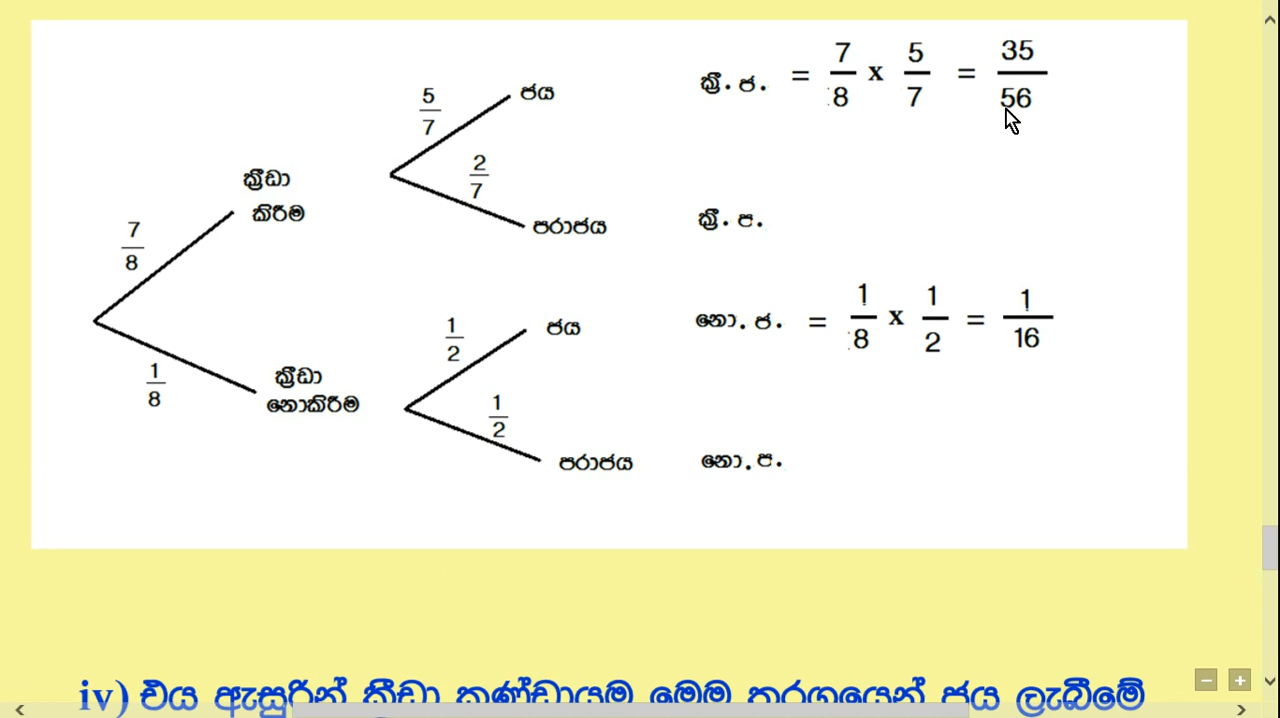 ක්‍රී. ජ. = 7/8 x 5/7 = 35/56
5/7
ජය
2/7
ක්‍රීඩා
කිරීම
පරාජය
ක්‍රී. ප.
7/8
1/8
1/2
ජය
නො. ජ. = 1/8 x 1/2 = 1/16
ක්‍රීඩා
නොකිරීම
1/2
පරාජය
නො. ප.
iv) එය ඇසුරින් ක්‍රීඩා කණ්ඩායම මෙම තරගයෙන් ජය ලැබීමේ